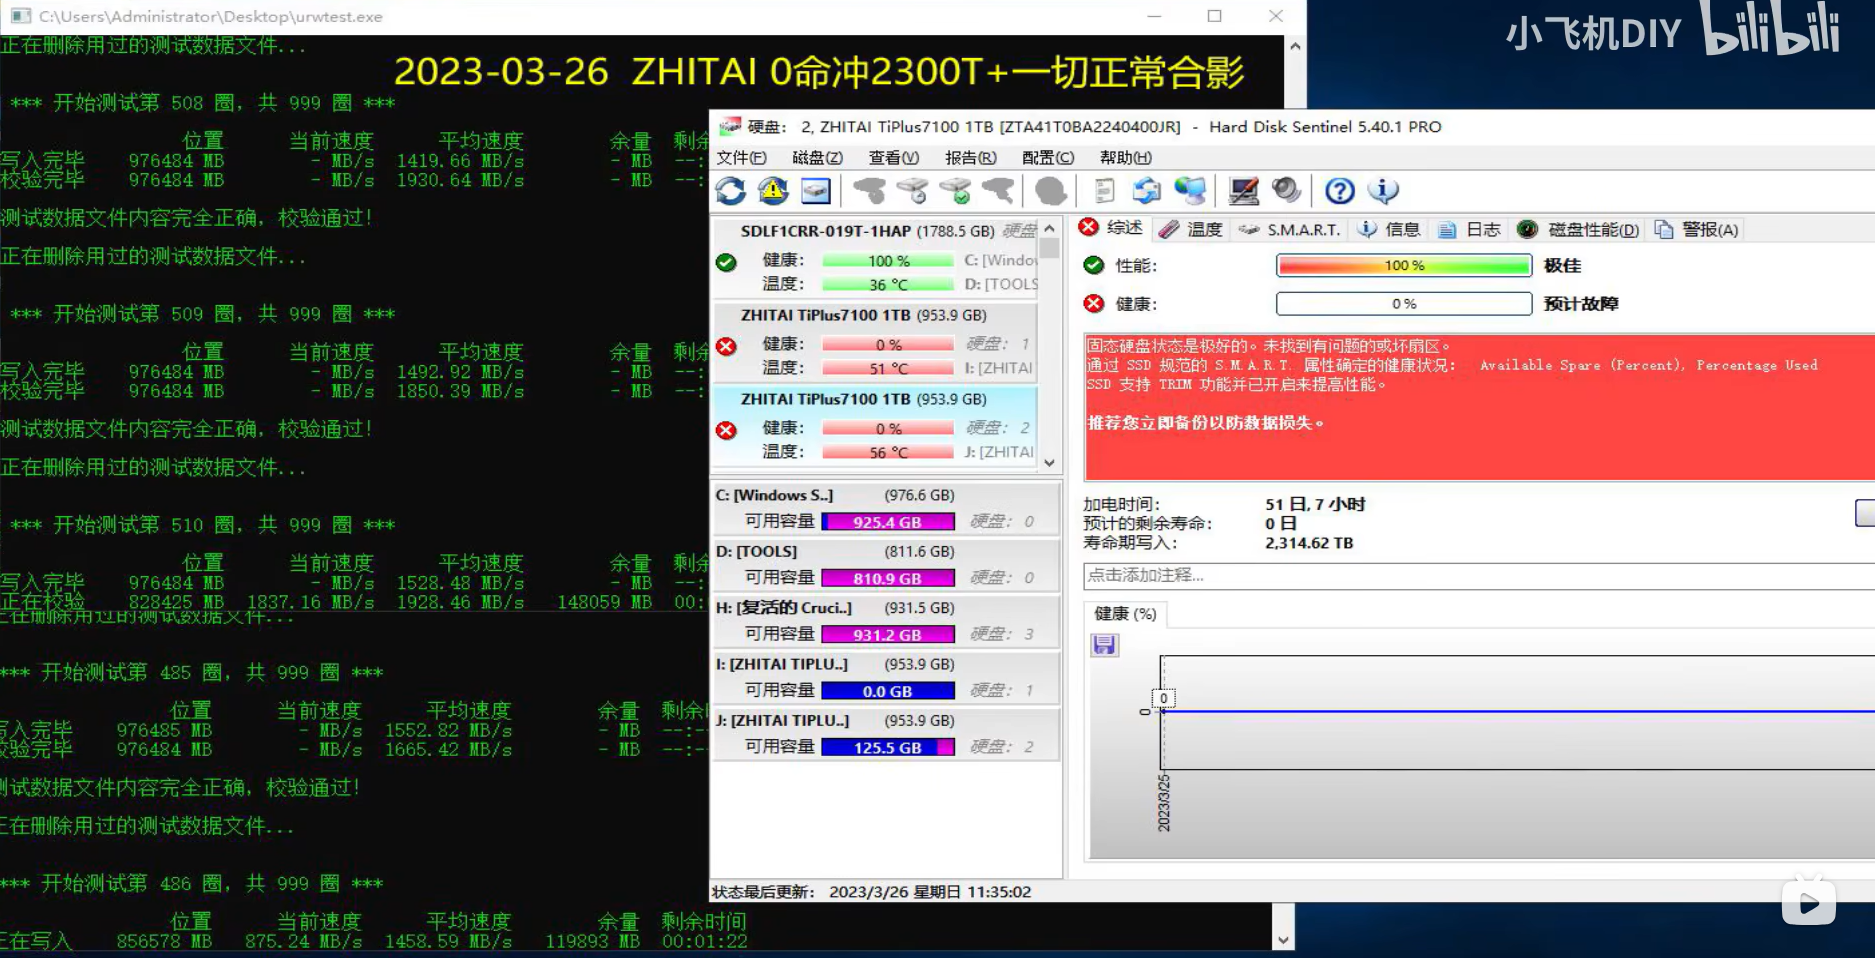 C:\Users\Administrator\Desktop\urwtest.exe
小飞机DIY bilibili
2023-03-26 ZHITAI 0命冲2300T+一切正常合影
正在删除用过的测试数据文件...
*** 开始测试第 508 圈, 共 999 圈 ***
位置 当前速度 平均速度 余量 剩余
写入完毕 976484 MB - MB/s 1419.66 MB/s - MB --:
校验完毕 976484 MB - MB/s 1930.64 MB/s - MB --:
测试数据文件内容完全正确, 校验通过!
正在删除用过的测试数据文件...
*** 开始测试第 509 圈, 共 999 圈 ***
位置 当前速度 平均速度 余量 剩余
写入完毕 976484 MB - MB/s 1492.92 MB/s - MB --:
校验完毕 976484 MB - MB/s 1850.39 MB/s - MB --:
测试数据文件内容完全正确, 校验通过!
正在删除用过的测试数据文件...
*** 开始测试第 510 圈, 共 999 圈 ***
位置 当前速度 平均速度 余量 剩余
写入完毕 976484 MB - MB/s 1528.48 MB/s - MB --:
正在校验 828425 MB 1837.16 MB/s 1928.46 MB/s 148059 MB 00:
正在删除用过的测试数据文件...
*** 开始测试第 485 圈, 共 999 圈 ***
位置 当前速度 平均速度 余量 剩余
写入完毕 976485 MB - MB/s 1552.82 MB/s - MB --:-
校验完毕 976484 MB - MB/s 1665.42 MB/s - MB --:-
测试数据文件内容完全正确, 校验通过!
正在删除用过的测试数据文件...
*** 开始测试第 486 圈, 共 999 圈 ***
位置 当前速度 平均速度 余量 剩余时间
正在写入 856578 MB 875.24 MB/s 1458.59 MB/s 119893 MB 00:01:22
硬盘: 2, ZHITAI TiPlus7100 1TB [ZTA41T0BA2240400JR] - Hard Disk Sentinel 5.40.1 PRO
文件(F) 磁盘(Z) 查看(V) 报告(R) 配置(C) 帮助(H)
SDLF1CRR-019T-1HAP (1788.5 GB) 硬盘
健康: 100 % C: [Windo
温度: 36 °C D: [TOOLS
ZHITAI TiPlus7100 1TB (953.9 GB)
健康: 0 % 硬盘: 1
温度: 51 °C I: [ZHITAI
ZHITAI TiPlus7100 1TB (953.9 GB)
健康: 0 % 硬盘: 2
温度: 56 °C J: [ZHITAI
C: [Windows S..] (976.6 GB)
可用容量 925.4 GB 硬盘: 0
D: [TOOLS] (811.6 GB)
可用容量 810.9 GB 硬盘: 0
H: [复活的 Cruci..] (931.5 GB)
可用容量 931.2 GB 硬盘: 3
I: [ZHITAI TIPLU..] (953.9 GB)
可用容量 0.0 GB 硬盘: 1
J: [ZHITAI TIPLU..] (953.9 GB)
可用容量 125.5 GB 硬盘: 2
综述 温度 S.M.A.R.T. 信息 日志 磁盘性能(D) 警报(A)
性能: 100 % 极佳
健康: 0 % 预计故障
固态硬盘状态是极好的。未找到有问题的或坏扇区。
通过 SSD 规范的 S.M.A.R.T. 属性确定的健康状况: Available Spare (Percent), Percentage Used
SSD 支持 TRIM 功能并已开启来提高性能。
推荐您立即备份以防数据损失。
加电时间: 51 日, 7 小时
预计的剩余寿命: 0 日
寿命期写入: 2,314.62 TB
点击添加注释...
健康 (%)
0
0
2023/3/25
状态最后更新: 2023/3/26 星期日 11:35:02